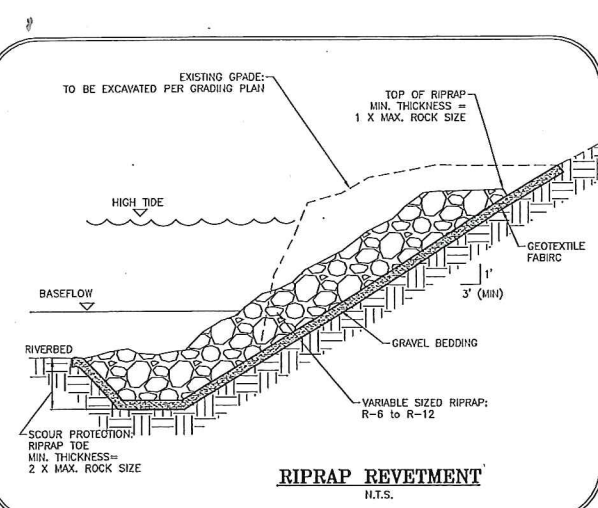 EXISTING GPADE:
TO BE EXCAVATED PER GRADING PLAN
TOP OF RIPRAP
MIN. THICKNESS =
1 X MAX. ROCK SIZE
HIGH TIDE
GEOTEXTILE
FABIRC
1'
3' (MIN)
BASEFLOW
GRAVEL BEDDING
RIVERBED
VARIABLE SIZED RIPRAP:
R-6 to R-12
SCOUR PROTECTION:
RIPRAP TOE
MIN. THICKNESS=
2 X MAX. ROCK SIZE
RIPRAP REVETMENT
N.T.S.